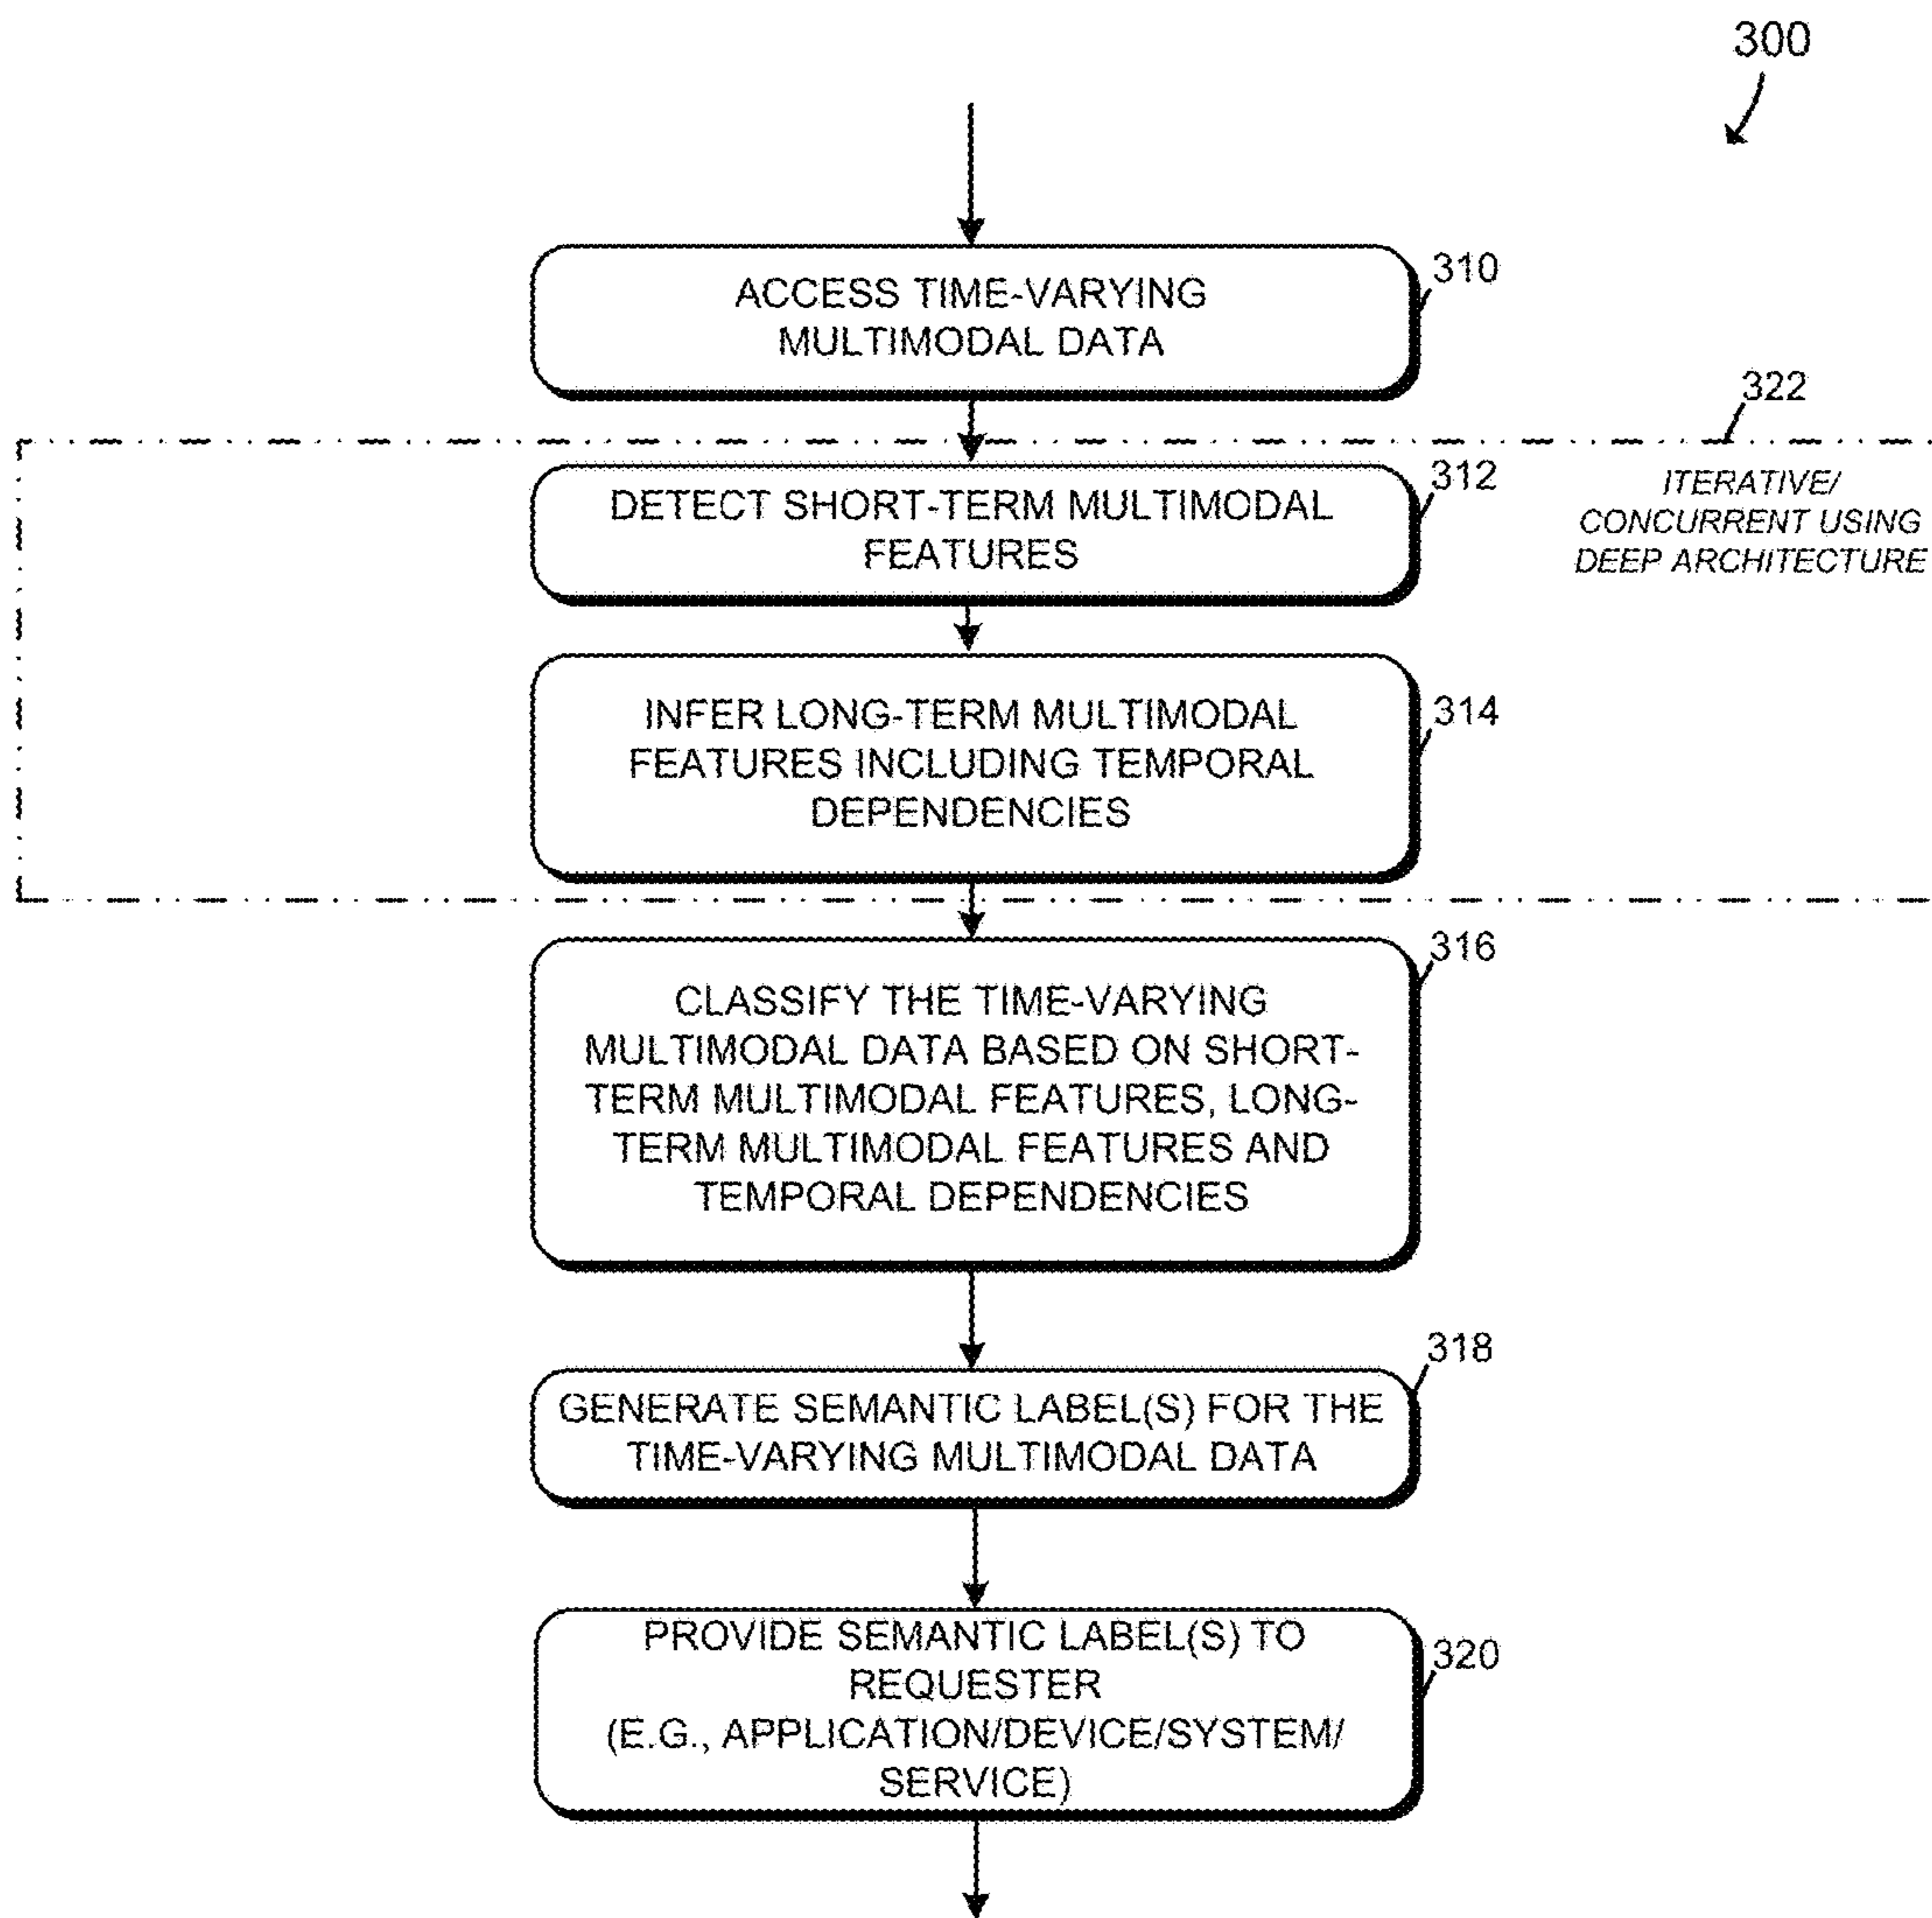 300
ACCESS TIME-VARYING
MULTIMODAL DATA
310
322
DETECT SHORT-TERM MULTIMODAL
FEATURES
312
ITERATIVE/
CONCURRENT USING
DEEP ARCHITECTURE
INFER LONG-TERM MULTIMODAL
FEATURES INCLUDING TEMPORAL
DEPENDENCIES
314
CLASSIFY THE TIME-VARYING
MULTIMODAL DATA BASED ON SHORT-
TERM MULTIMODAL FEATURES, LONG-
TERM MULTIMODAL FEATURES AND
TEMPORAL DEPENDENCIES
316
GENERATE SEMANTIC LABEL(S) FOR THE
TIME-VARYING MULTIMODAL DATA
318
PROVIDE SEMANTIC LABEL(S) TO
REQUESTER
(E.G., APPLICATION/DEVICE/SYSTEM/
SERVICE)
320